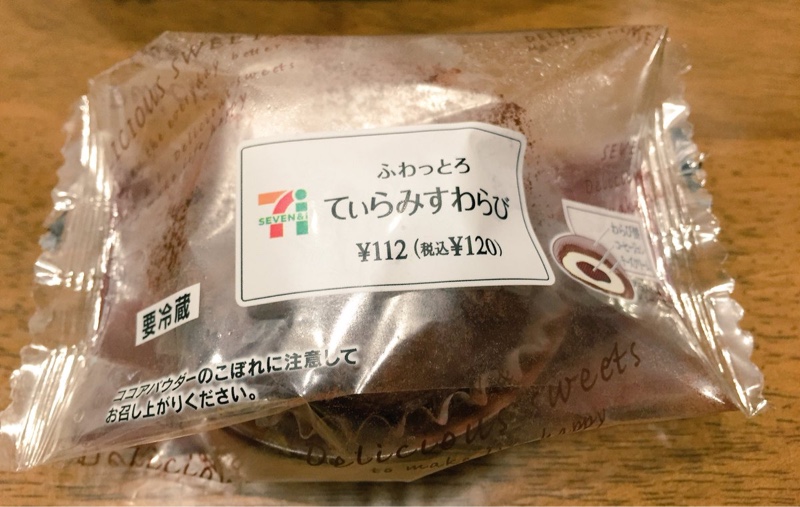 DELICIOUS SWEETS
ふわっとろ
てぃらみすわらび
¥112 (税込¥120)
SEVEN&i
要冷蔵
ココアパウダーのこぼれに注意して
お召し上がりください。
Delicious sweets